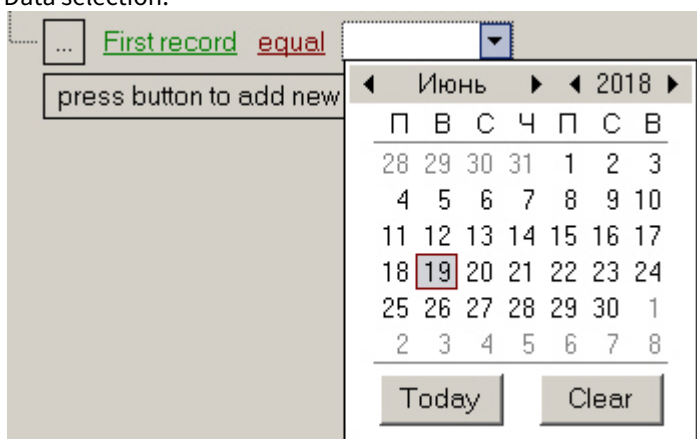 Data selection:
... First record equal
press button to add new
Июнь 2018
П В С Ч П С В
28 29 30 31 1 2 3
4 5 6 7 8 9 10
11 12 13 14 15 16 17
18 19 20 21 22 23 24
25 26 27 28 29 30 1
2 3 4 5 6 7 8
Today Clear